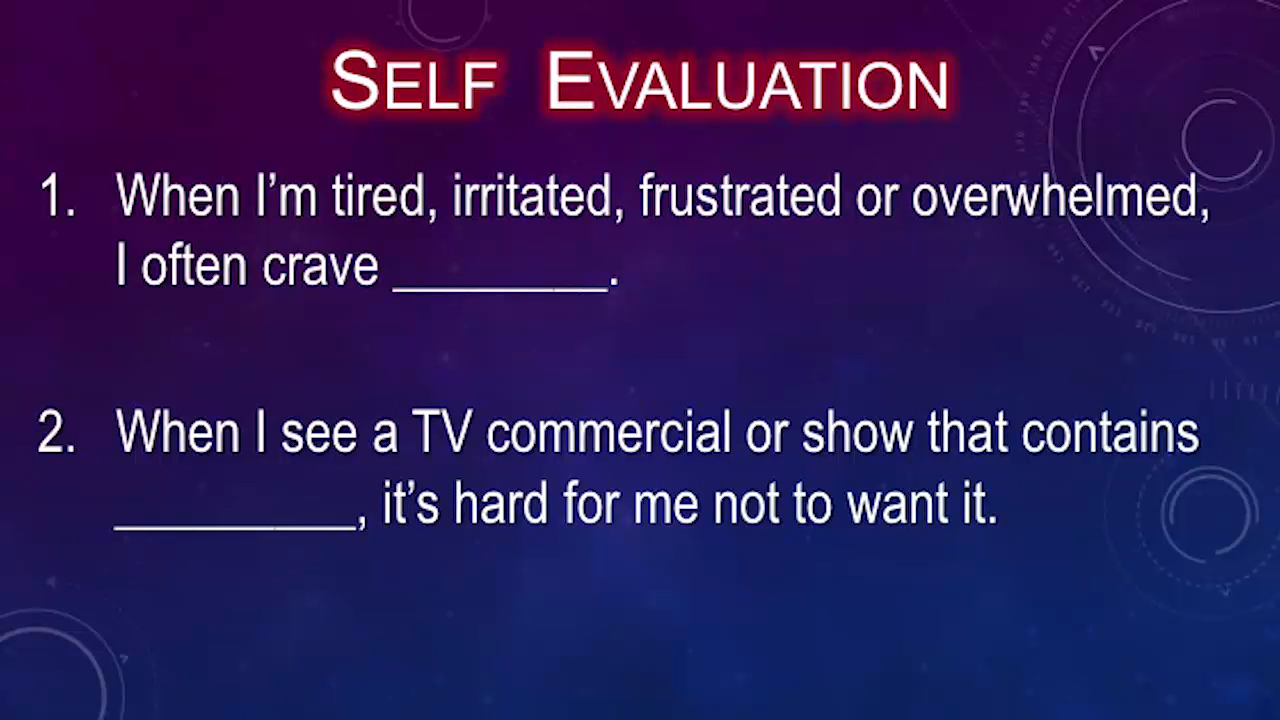 SELF EVALUATION
1. When I'm tired, irritated, frustrated or overwhelmed,
I often crave ________.
2. When I see a TV commercial or show that contains
_________, it's hard for me not to want it.